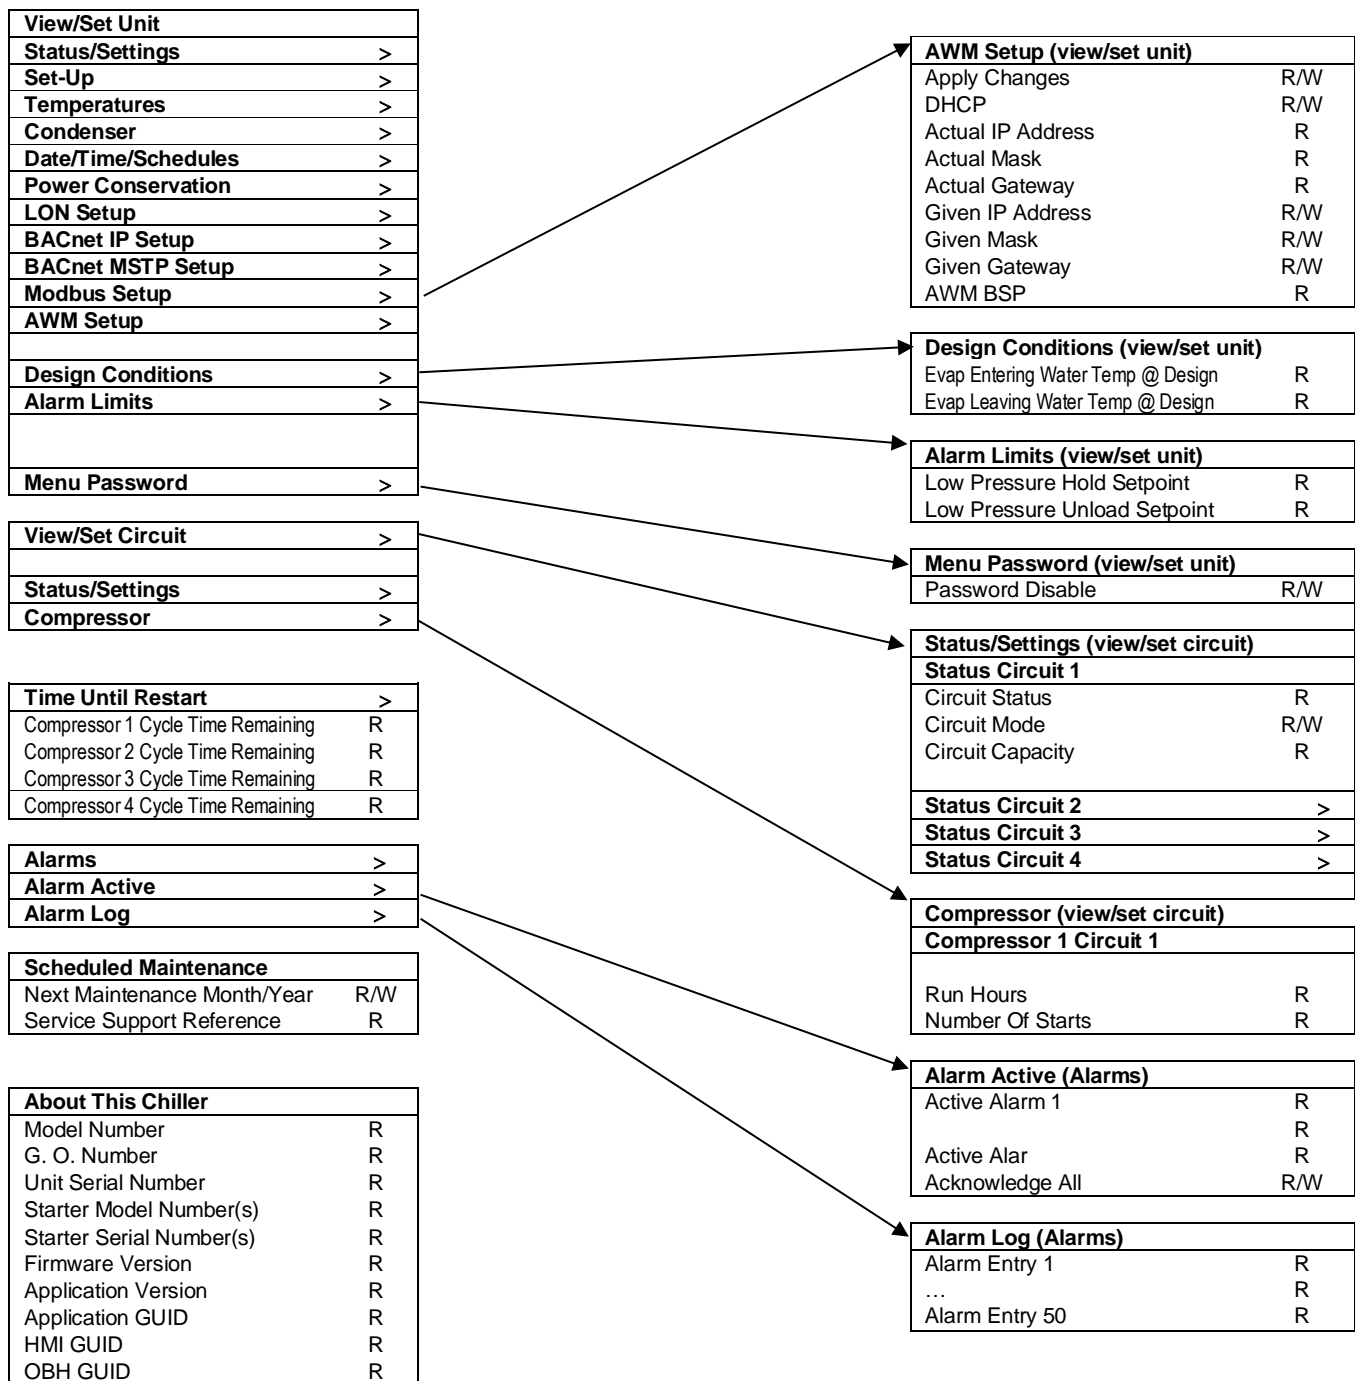 View/Set Unit
Status/Settings >
Set-Up >
Temperatures >
Condenser >
Date/Time/Schedules >
Power Conservation >
LON Setup >
BACnet IP Setup >
BACnet MSTP Setup >
Modbus Setup >
AWM Setup >
Design Conditions >
Alarm Limits >
Menu Password >
View/Set Circuit >
Status/Settings >
Compressor >
Time Until Restart >
Compressor 1 Cycle Time Remaining R
Compressor 2 Cycle Time Remaining R
Compressor 3 Cycle Time Remaining R
Compressor 4 Cycle Time Remaining R
Alarms >
Alarm Active >
Alarm Log >
Scheduled Maintenance
Next Maintenance Month/Year R/W
Service Support Reference R
About This Chiller
Model Number R
G. O. Number R
Unit Serial Number R
Starter Model Number(s) R
Starter Serial Number(s) R
Firmware Version R
Application Version R
Application GUID R
HMI GUID R
OBH GUID R
AWM Setup (view/set unit)
Apply Changes R/W
DHCP R/W
Actual IP Address R
Actual Mask R
Actual Gateway R
Given IP Address R/W
Given Mask R/W
Given Gateway R/W
AWM BSP R
Design Conditions (view/set unit)
Evap Entering Water Temp @ Design R
Evap Leaving Water Temp @ Design R
Alarm Limits (view/set unit)
Low Pressure Hold Setpoint R
Low Pressure Unload Setpoint R
Menu Password (view/set unit)
Password Disable R/W
Status/Settings (view/set circuit)
Status Circuit 1
Circuit Status R
Circuit Mode R/W
Circuit Capacity R
Status Circuit 2 >
Status Circuit 3 >
Status Circuit 4 >
Compressor (view/set circuit)
Compressor 1 Circuit 1
Run Hours R
Number Of Starts R
Alarm Active (Alarms)
Active Alarm 1 R
R
Active Alar R
Acknowledge All R/W
Alarm Log (Alarms)
Alarm Entry 1 R
… R
Alarm Entry 50 R